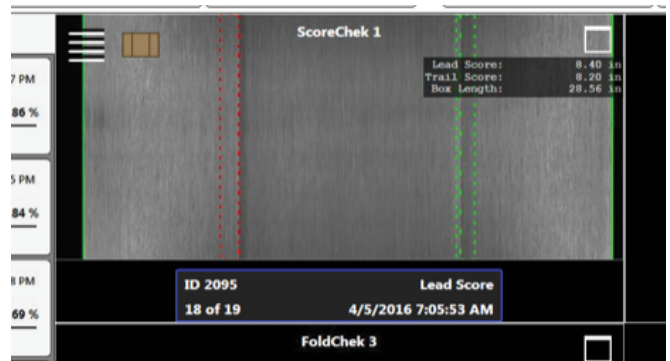 ScoreChek 1
Lead Score: 8.40 in
Trail Score: 8.20 in
Box Length: 28.56 in
7 PM
86 %
5 PM
84 %
8 PM
69 %
ID 2095 Lead Score
18 of 19 4/5/2016 7:05:53 AM
FoldChek 3